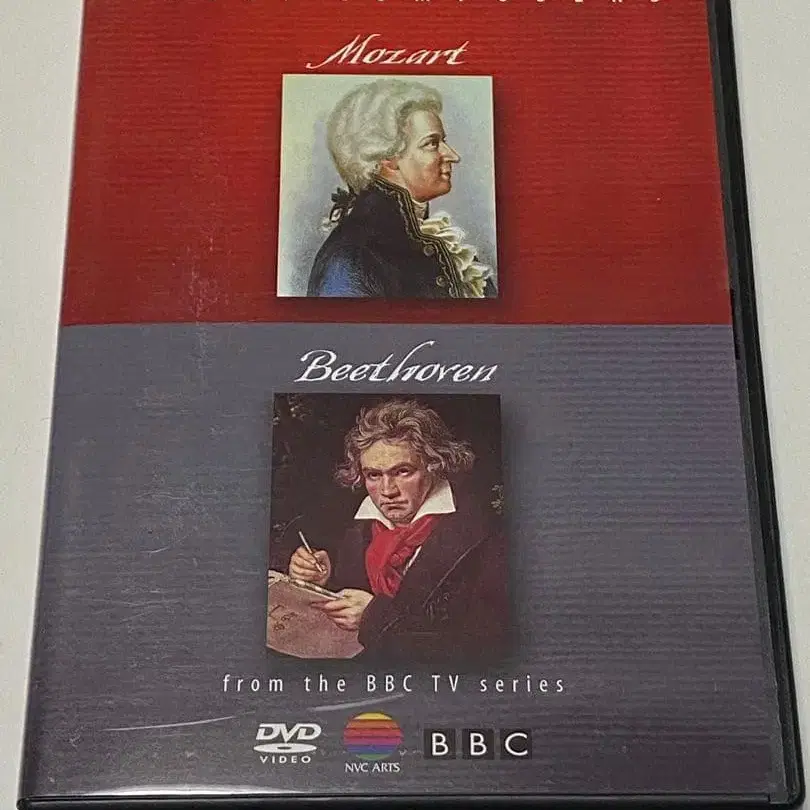 Mozart
Beethoven
from the BBC TV series
DVD
VIDEO
NVC ARTS
BBC